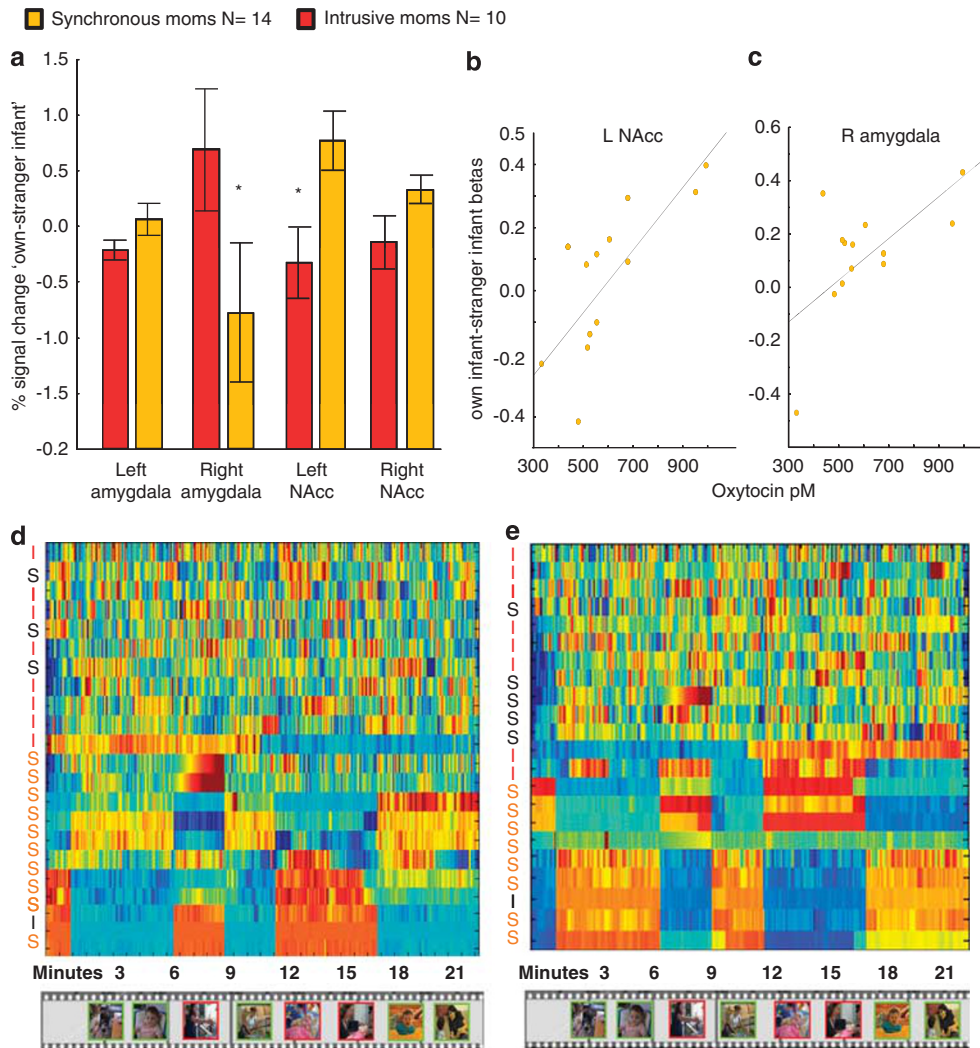 Synchronous moms N= 14
Intrusive moms N= 10
a
% signal change 'own-stranger infant'
1.5
1.0
0.5
0.0
-0.5
-1.0
-1.5
-0.2
*
*
Left amygdala
Right amygdala
Left NAcc
Right NAcc
b
L NAcc
own infant-stranger infant betas
0.5
0.4
0.2
0.0
-0.2
-0.4
300
500
700
900
c
R amygdala
0.6
0.4
0.2
0.0
-0.2
-0.4
300
500
700
900
Oxytocin pM
d
I
S
I
I
S
I
S
I
I
I
S
S
S
S
S
S
S
S
S
I
S
Minutes 3 6 9 12 15 18 21
e
I
I
I
S
I
I
I
S
S
S
S
I
I
S
S
S
S
S
S
I
S
S
Minutes 3 6 9 12 15 18 21